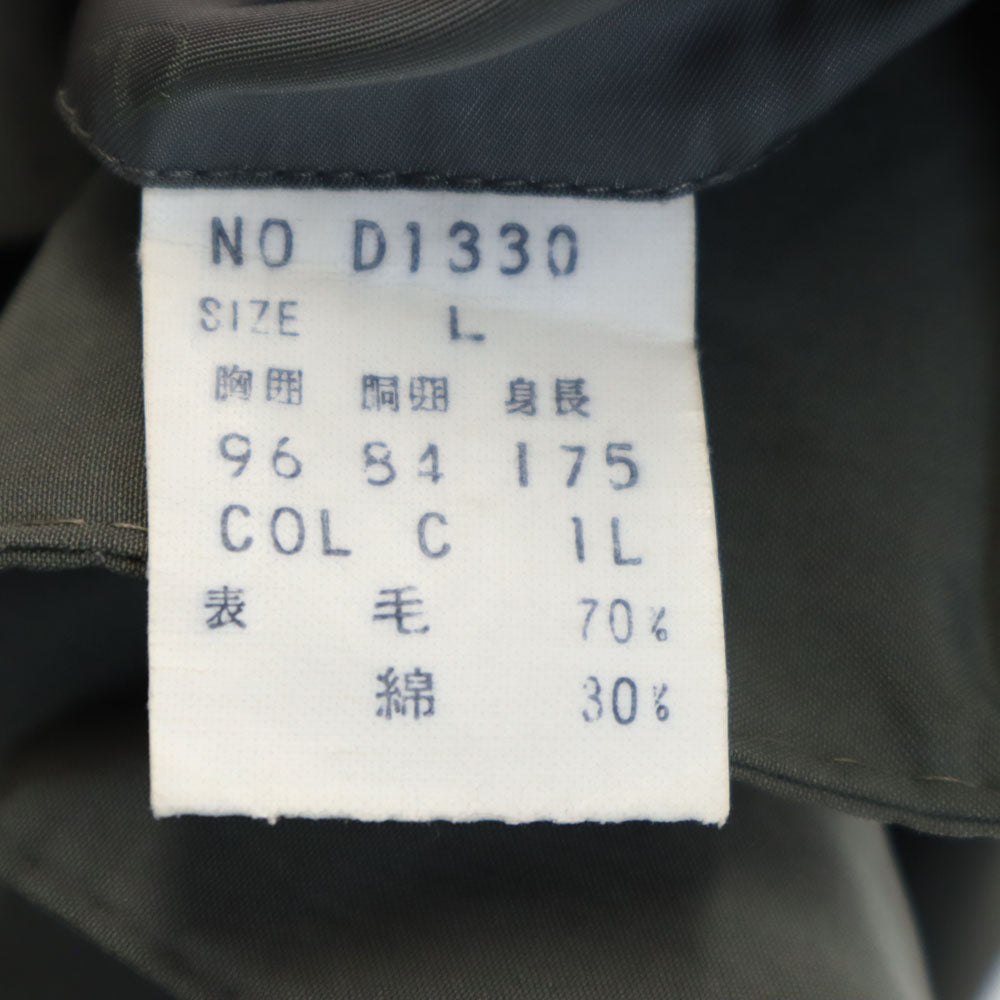 NO D1330
SIZE L
胸囲 胴囲 身長
96 84 175
COL C 1L
表 毛 70%
綿 30%